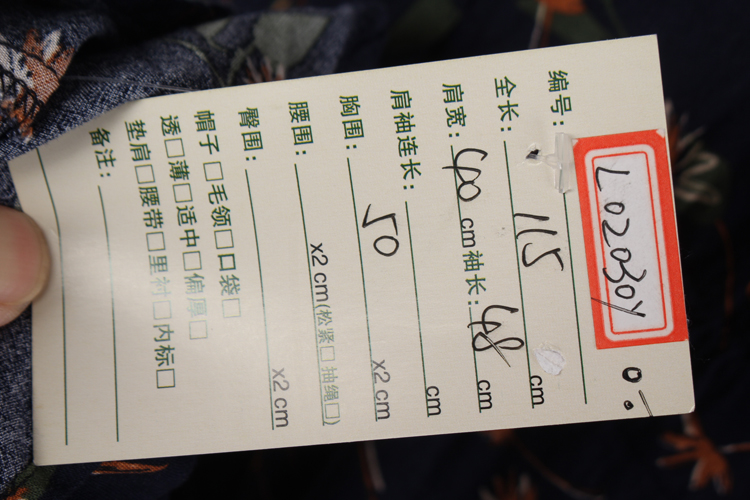 编号: L02030Y
全长: 115 cm
肩宽: 40 cm 袖长: 48 cm
肩袖连长: cm
胸围: 50 x2 cm
腰围: x2 cm(松紧□ 抽绳□)
臀围: x2 cm
帽子□ 毛领□ 口袋□
透□ 薄□ 适中□ 偏厚□
垫肩□ 腰带□ 里衬□ 内标□
备注: